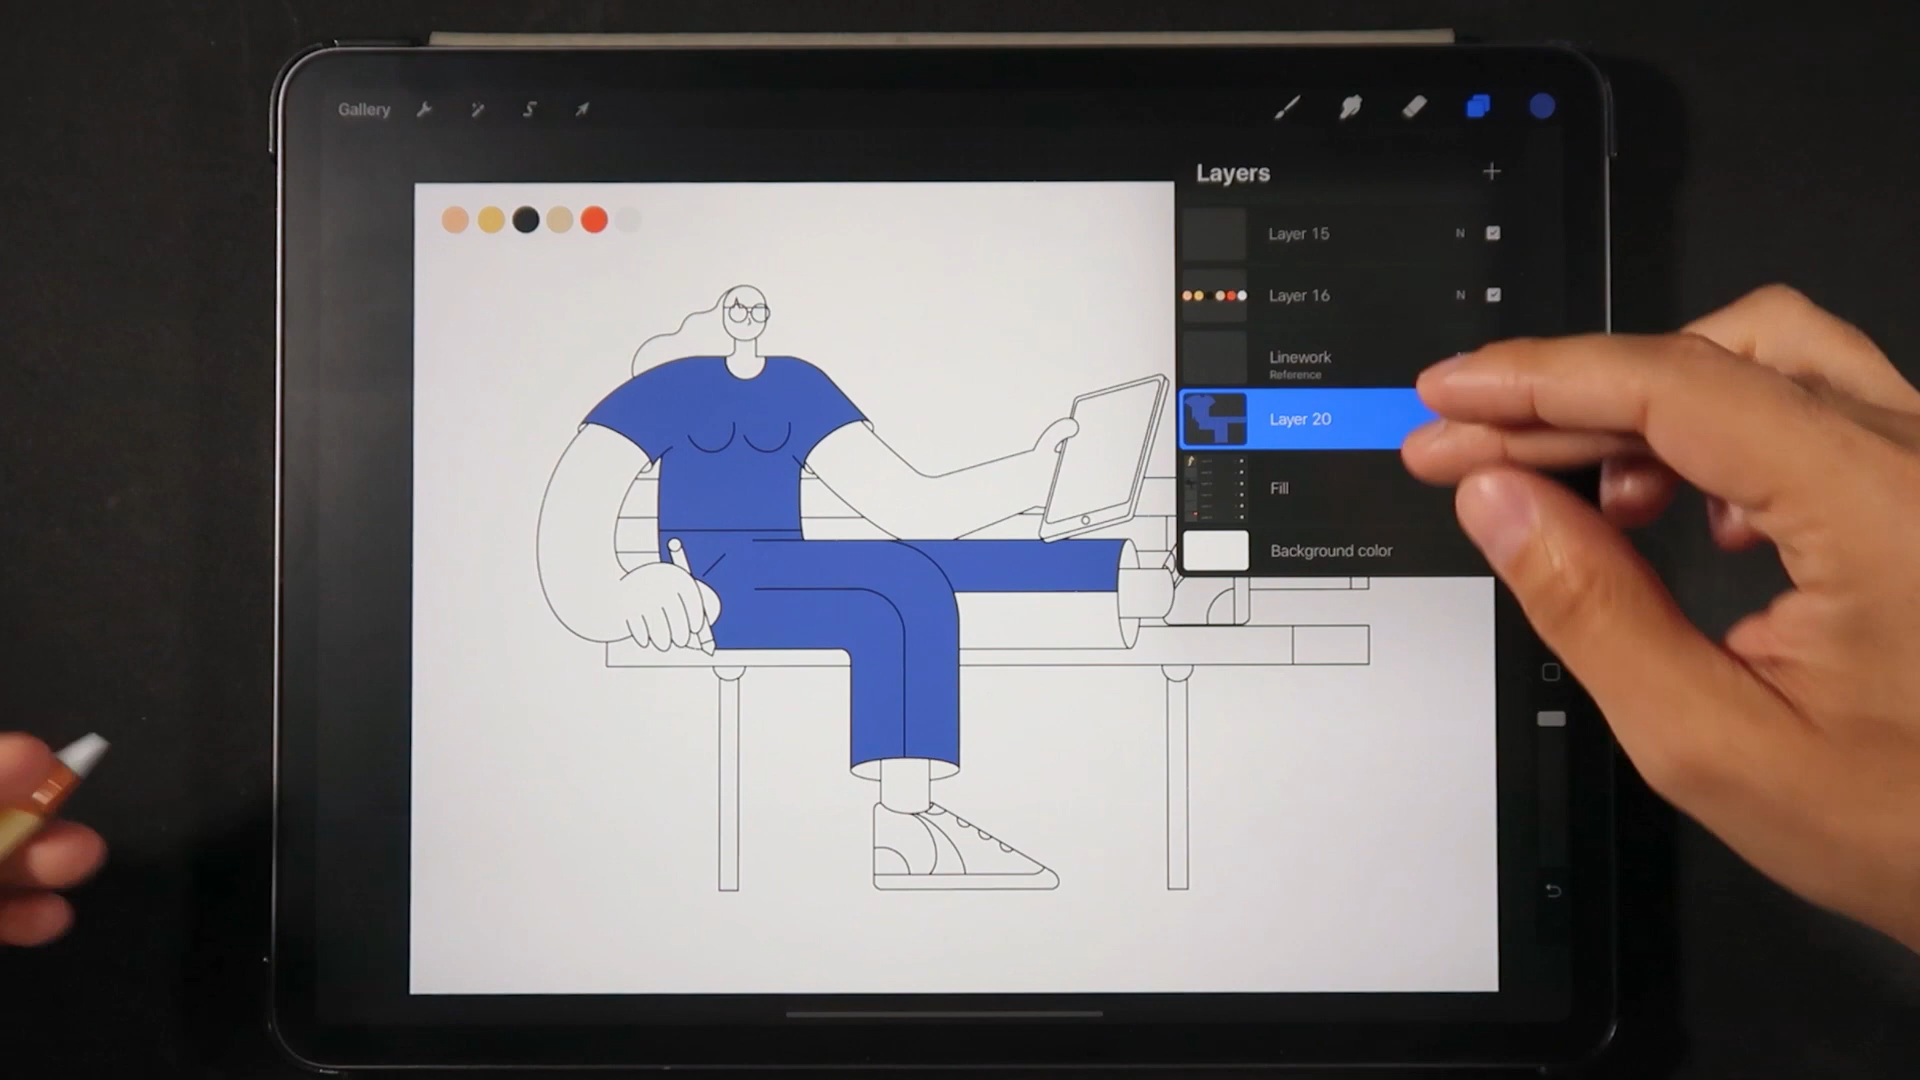 Gallery
Layers
Layer 15
N
Layer 16
N
Linework
Reference
Layer 20
Fill
Background color